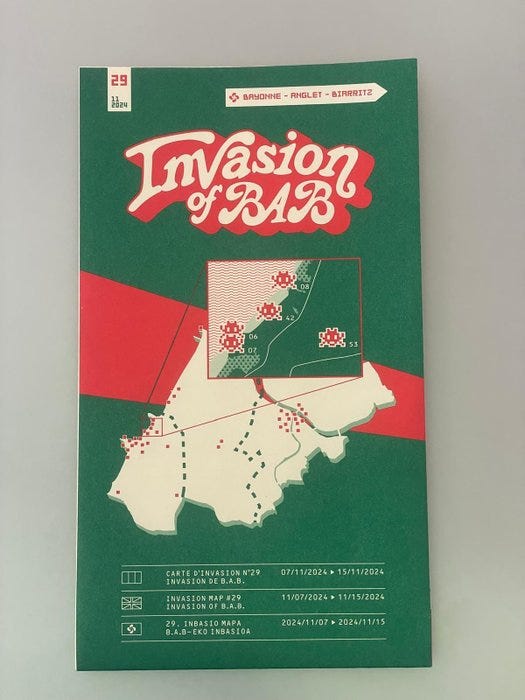 29
11
2024
BAYONNE - ANGLET - BIARRITZ
Invasion
of BAB
08
42
06
07
53
CARTE D'INVASION N°29
INVASION DE B.A.B.
07/11/2024 ▸ 15/11/2024
INVASION MAP #29
INVASION OF B.A.B.
11/07/2024 ▸ 11/15/2024
29. INBASIO MAPA
B.A.B-EKO INBASIOA
2024/11/07 ▸ 2024/11/15